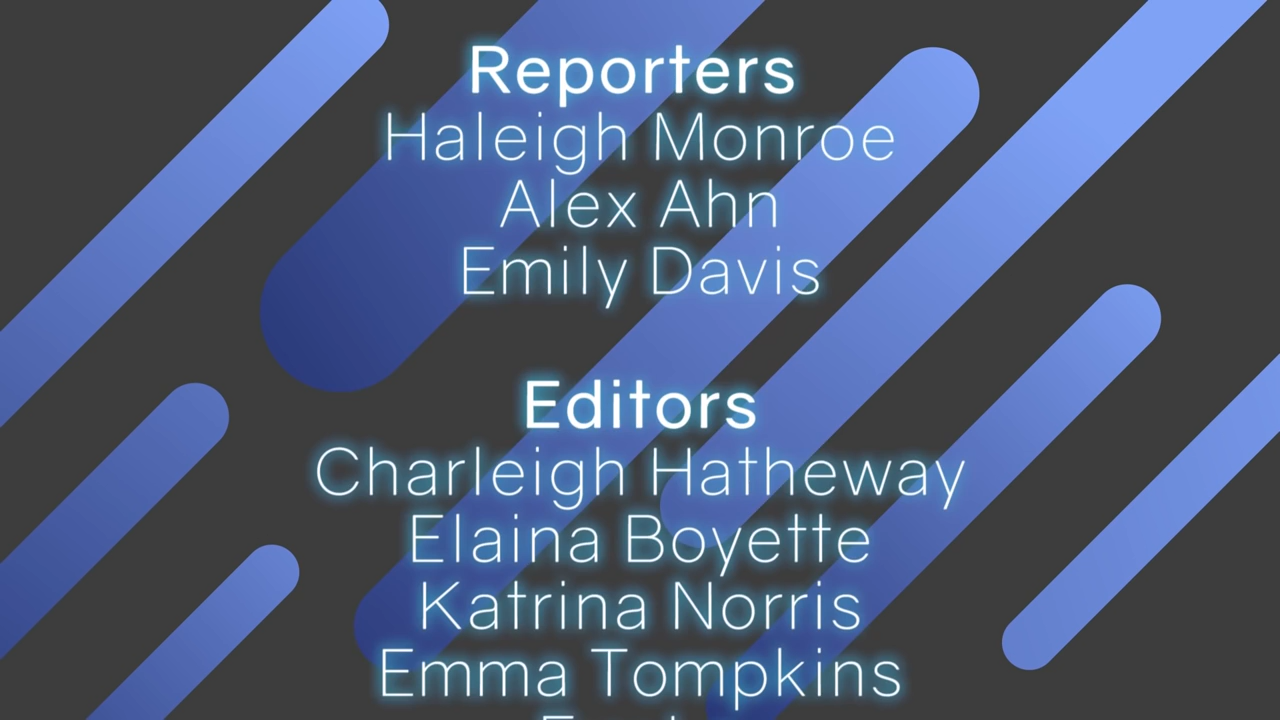 Reporters
Haleigh Monroe
Alex Ahn
Emily Davis
Editors
Charleigh Hatheway
Elaina Boyette
Katrina Norris
Emma Tompkins